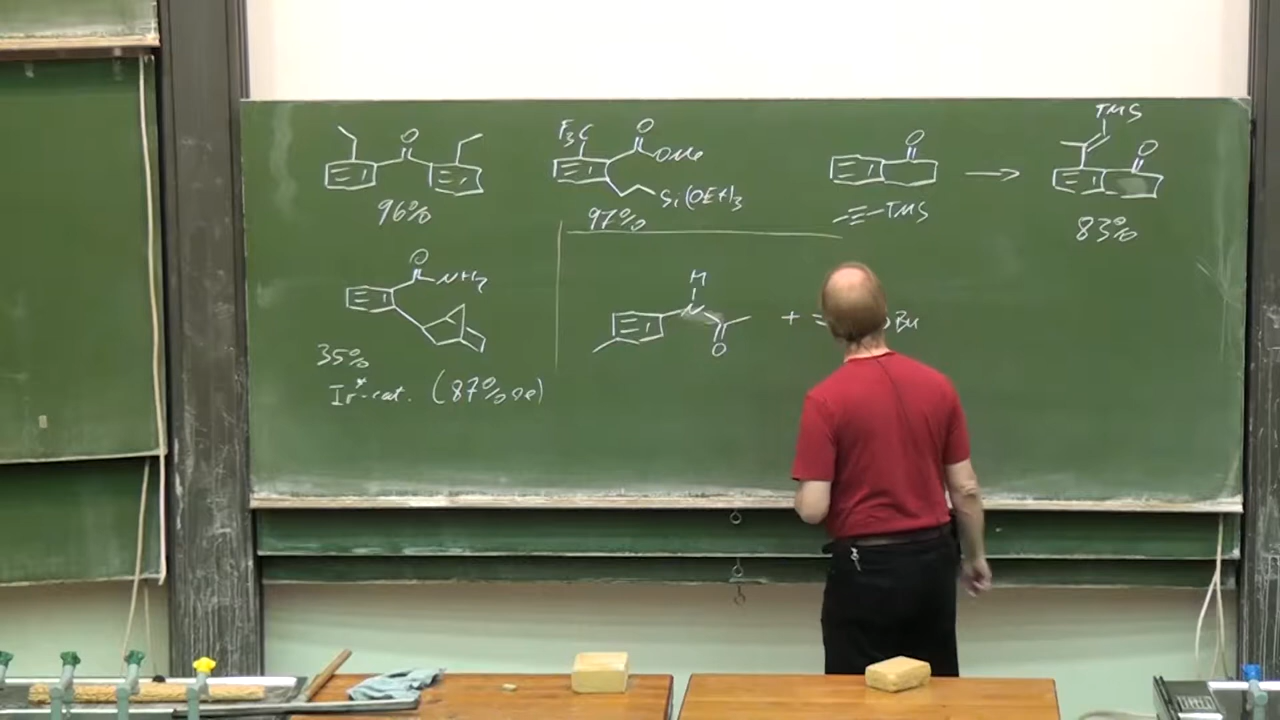 O
96%
F₃C
O
OMe
Si(OEt)₃
97%
O
≡-TMS
TMS
O
83%
O
NH₂
35%
Ir*-cat. (87% ee)
H
N
O
+
Bu